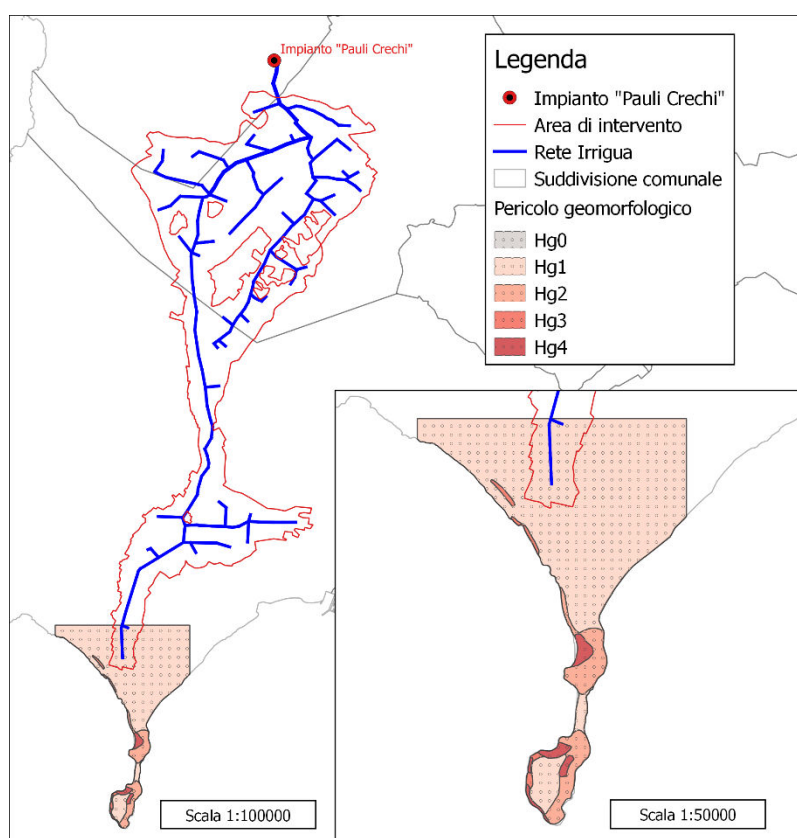 Impianto "Pauli Crechi"
Legenda
Impianto "Pauli Crechi"
Area di intervento
Rete Irrigua
Suddivisione comunale
Pericolo geomorfologico
Hg0
Hg1
Hg2
Hg3
Hg4
Scala 1:100000
Scala 1:50000